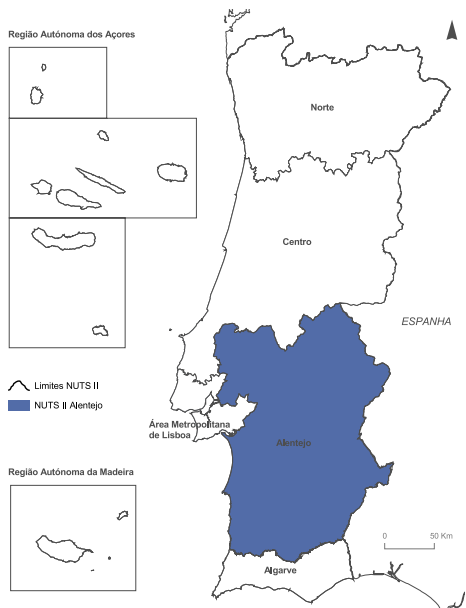 Região Autónoma dos Açores
N
Norte
Centro
ESPANHA
Limites NUTS II
NUTS II Alentejo
Área Metropolitana
de Lisboa
Alentejo
Região Autónoma da Madeira
0 50 Km
Algarve